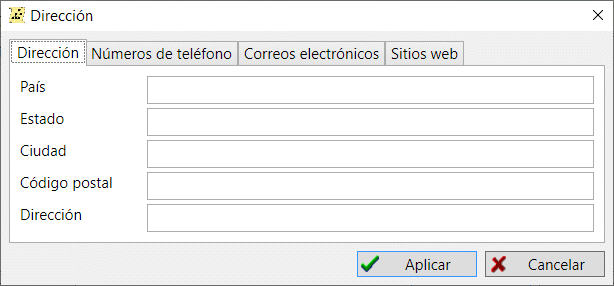 Dirección
Dirección Números de teléfono Correos electrónicos Sitios web
País
Estado
Ciudad
Código postal
Dirección
Aplicar Cancelar